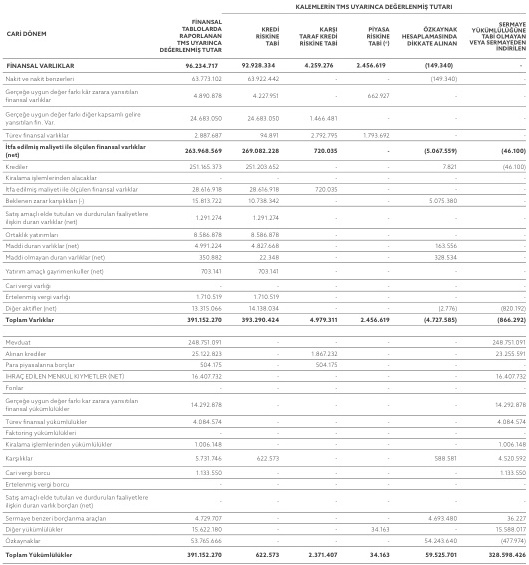 KALEMLERİN TMS UYARINCA DEĞERLENMİŞ TUTARI
CARİ DÖNEM
FİNANSAL
TABLOLARDA
RAPORLANAN
TMS UYARINCA
DEĞERLENMİŞ TUTAR
KREDİ
RİSKİNE
TABİ
KARŞI
TARAF KREDİ
RİSKİNE TABİ
PİYASA
RİSKİNE
TABİ (*)
ÖZKAYNAK
HESAPLAMASINDA
DİKKATE ALINAN
SERMAYE
YÜKÜMLÜLÜĞÜNE
TABİ OLMAYAN
VEYA SERMAYEDEN
İNDİRİLEN
FİNANSAL VARLIKLAR 96.234.717 92.928.334 4.259.276 2.456.619 (149.340) -
Nakit ve nakit benzerleri 63.773.102 63.922.442 - - (149.340) -
Gerçeğe uygun değer farkı kâr zarara yansıtılan
finansal varlıklar 4.890.878 4.227.951 - 662.927 - -
Gerçeğe uygun değer farkı diğer kapsamlı gelire
yansıtılan fin. Var. 24.683.050 24.683.050 1.466.481 - - -
Türev finansal varlıklar 2.887.687 94.891 2.792.795 1.793.692 - -
İtfa edilmiş maliyeti ile ölçülen finansal varlıklar
(net) 263.968.569 269.082.228 720.035 - (5.067.559) (46.100)
Krediler 251.165.373 251.203.652 - - 7.821 (46.100)
Kiralama işlemlerinden alacaklar - - - - - -
İtfa edilmiş maliyeti ile ölçülen finansal varlıklar 28.616.918 28.616.918 720.035 - - -
Beklenen zarar karşılıkları (-) 15.813.722 10.738.342 - - 5.075.380 -
Satış amaçlı elde tutulan ve durdurulan faaliyetlere
ilişkin duran varlıklar (net) 1.291.274 1.291.274 - - - -
Ortaklık yatırımları 8.586.878 8.586.878 - - - -
Maddi duran varlıklar (net) 4.991.224 4.827.668 - - 163.556 -
Maddi olmayan duran varlıklar (net) 350.882 22.348 - - 328.534 -
Yatırım amaçlı gayrimenkuller (net) 703.141 703.141 - - - -
Cari vergi varlığı - - - - - -
Ertelenmiş vergi varlığı 1.710.519 1.710.519 - - - -
Diğer aktifler (net) 13.315.066 14.138.034 - - (2.776) (820.192)
Toplam Varlıklar 391.152.270 393.290.424 4.979.311 2.456.619 (4.727.585) (866.292)
Mevduat 248.751.091 - - - - 248.751.091
Alınan krediler 25.122.823 - 1.867.232 - - 23.255.591
Para piyasalarına borçlar 504.175 - 504.175 - - -
İHRAÇ EDİLEN MENKUL KIYMETLER (NET) 16.407.732 - - - - 16.407.732
Fonlar - - - - - -
Gerçeğe uygun değer farkı kar zarara yansıtılan
finansal yükümlülükler 14.292.878 - - - - 14.292.878
Türev finansal yükümlülükler 4.084.574 - - - - 4.084.574
Faktoring yükümlülükleri - - - - - -
Kiralama işlemlerinden yükümlülükler 1.006.148 - - - - 1.006.148
Karşılıklar 5.731.746 622.573 - - 588.581 4.520.592
Cari vergi borcu 1.133.550 - - - - 1.133.550
Ertelenmiş vergi borcu - - - - - -
Satış amaçlı elde tutulan ve durdurulan faaliyetlere
ilişkin duran varlık borçları (net) - - - - - -
Sermaye benzeri borçlanma araçları 4.729.707 - - - 4.693.480 36.227
Diğer yükümlülükler 15.622.180 - - 34.163 - 15.588.017
Özkaynaklar 53.765.666 - - - 54.243.640 (477.974)
Toplam Yükümlülükler 391.152.270 622.573 2.371.407 34.163 59.525.701 328.598.426